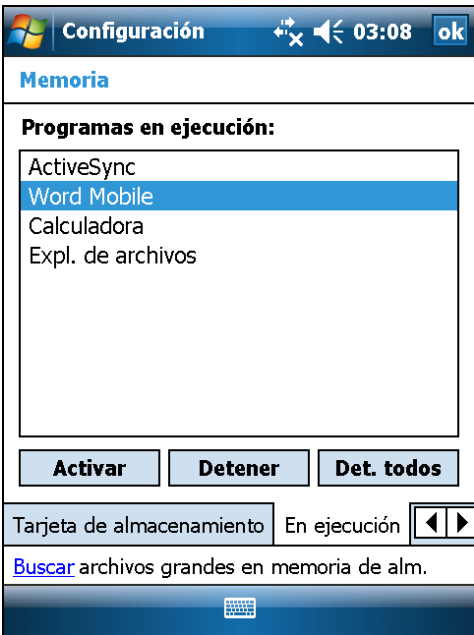 Configuración 03:08 ok
Memoria
Programas en ejecución:
ActiveSync
Word Mobile
Calculadora
Expl. de archivos
Activar Detener Det. todos
Tarjeta de almacenamiento En ejecución
Buscar archivos grandes en memoria de alm.